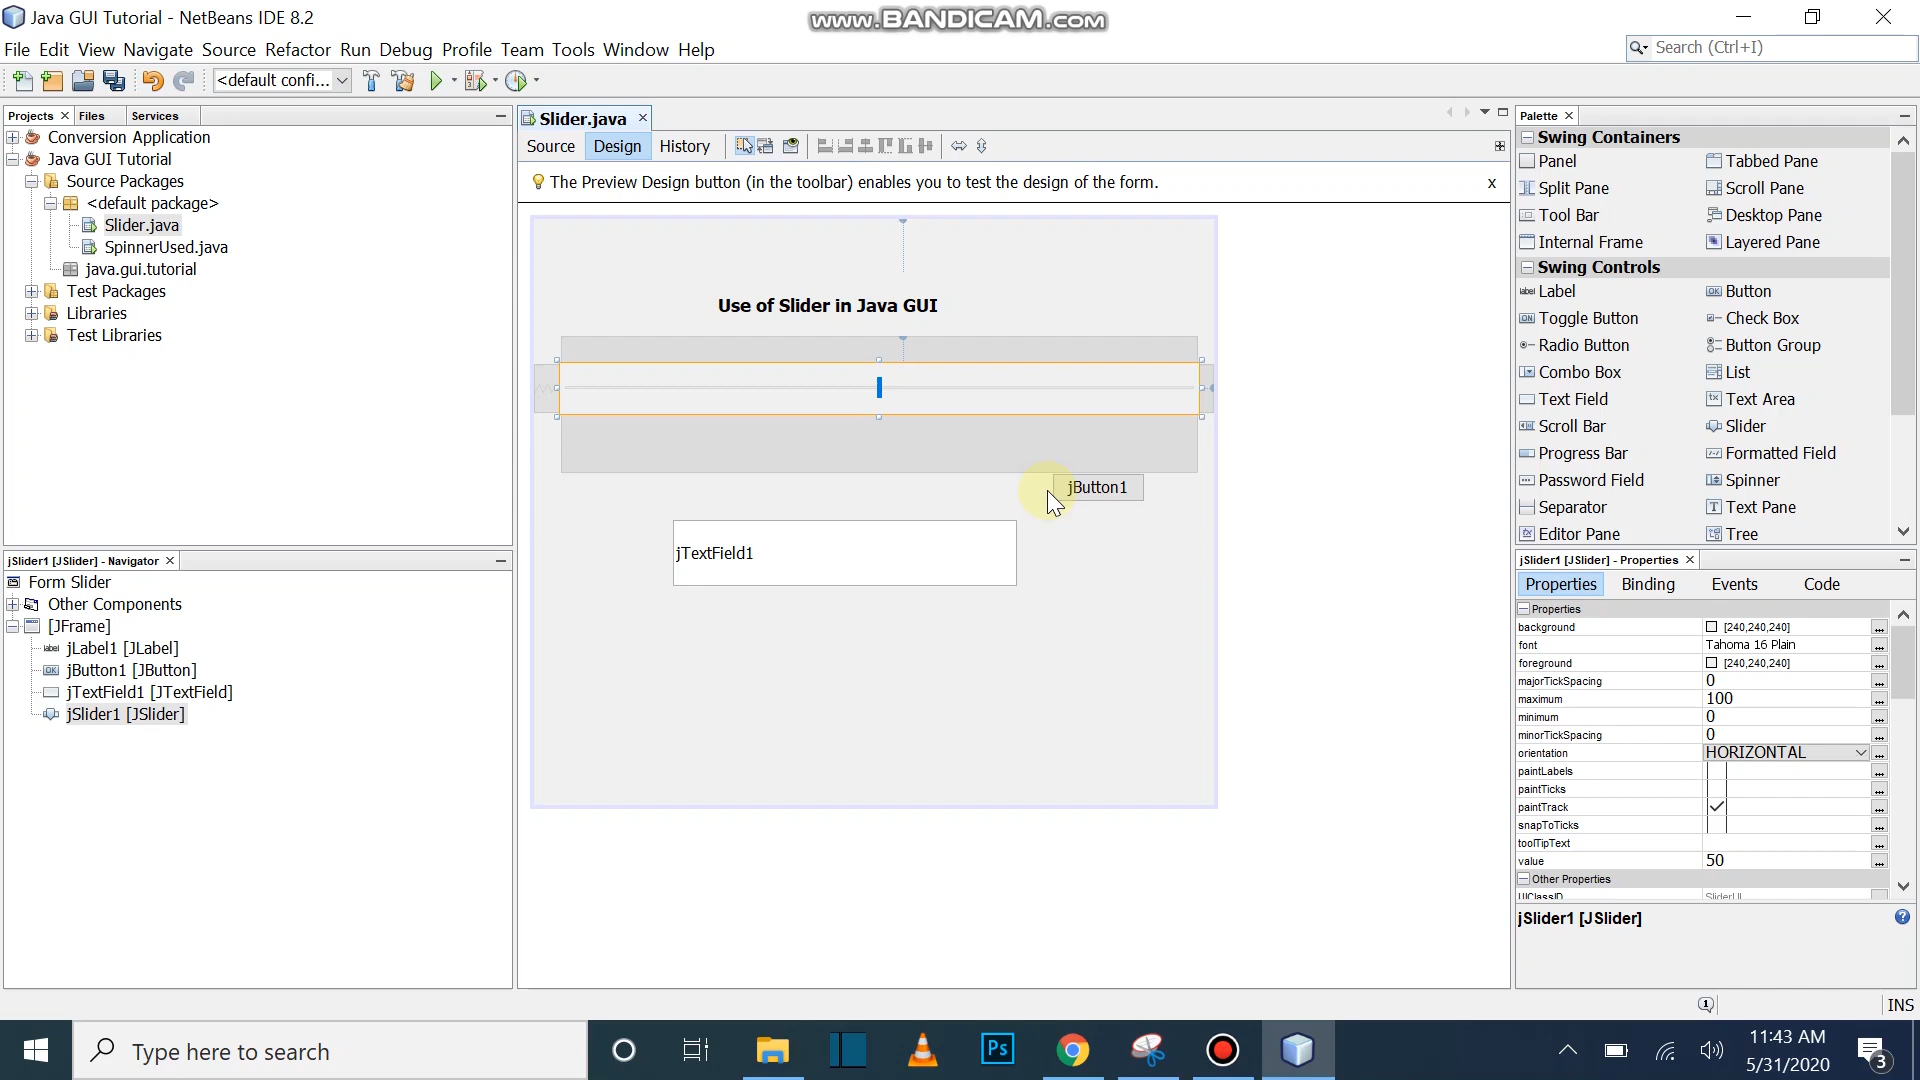 Java GUI Tutorial - NetBeans IDE 8.2
www.BANDICAM.com
File Edit View Navigate Source Refactor Run Debug Profile Team Tools Window Help
Search (Ctrl+I)
<default confi...
Projects
Files
Services
Conversion Application
Java GUI Tutorial
Source Packages
<default package>
Slider.java
SpinnerUsed.java
java.gui.tutorial
Test Packages
Libraries
Test Libraries
jSlider1 [JSlider] - Navigator
Form Slider
Other Components
[JFrame]
jLabel1 [JLabel]
jButton1 [JButton]
jTextField1 [JTextField]
jSlider1 [JSlider]
Slider.java
Source Design History
The Preview Design button (in the toolbar) enables you to test the design of the form.
x
Use of Slider in Java GUI
jButton1
jTextField1
Palette
Swing Containers
Panel Tabbed Pane
Split Pane Scroll Pane
Tool Bar Desktop Pane
Internal Frame Layered Pane
Swing Controls
Label Button
Toggle Button Check Box
Radio Button Button Group
Combo Box List
Text Field Text Area
Scroll Bar Slider
Progress Bar Formatted Field
Password Field Spinner
Separator Text Pane
Editor Pane Tree
jSlider1 [JSlider] - Properties
Properties Binding Events Code
Properties
background [240,240,240]
font Tahoma 16 Plain
foreground [240,240,240]
majorTickSpacing 0
maximum 100
minimum 0
minorTickSpacing 0
orientation HORIZONTAL
paintLabels
paintTicks
paintTrack
snapToTicks
toolTipText
value 50
Other Properties
UIClassID SliderUI
jSlider1 [JSlider]
INS
Type here to search
Ps
11:43 AM
5/31/2020
3